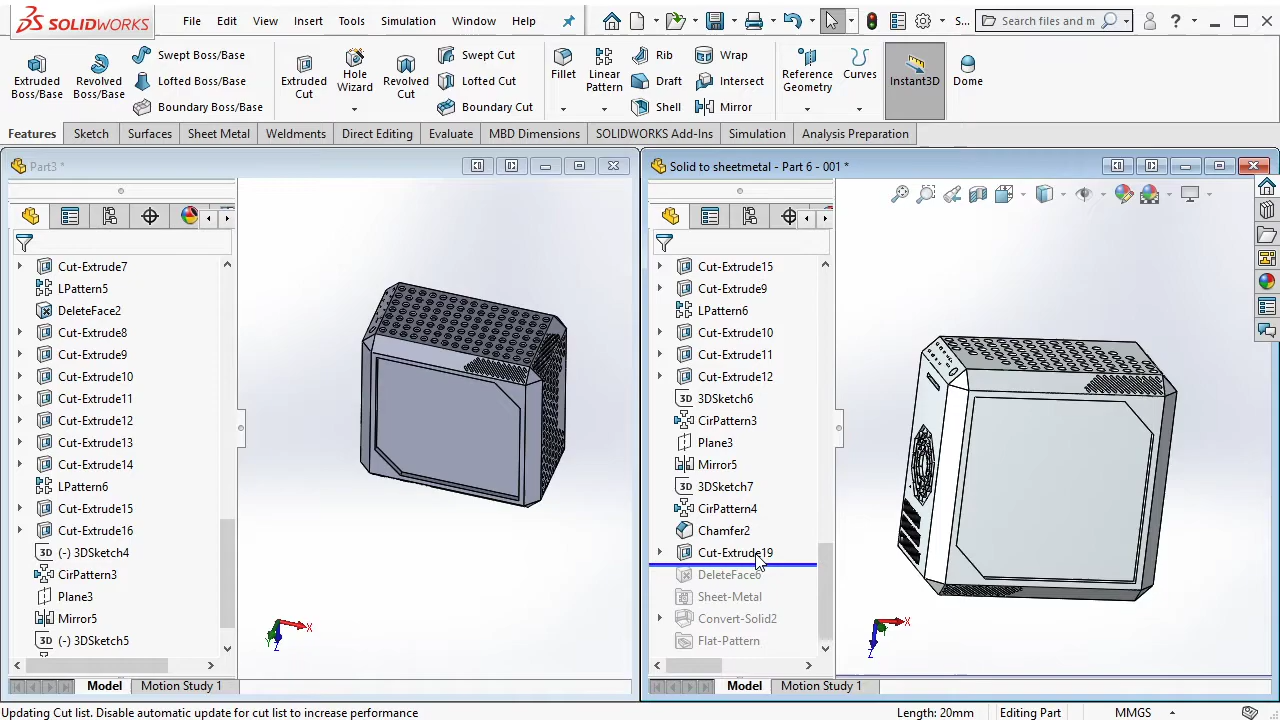 SOLIDWORKS
File Edit View Insert Tools Simulation Window Help
S...
Search files and m
Extruded Boss/Base
Revolved Boss/Base
Swept Boss/Base
Lofted Boss/Base
Boundary Boss/Base
Extruded Cut
Hole Wizard
Revolved Cut
Swept Cut
Lofted Cut
Boundary Cut
Fillet
Linear Pattern
Rib
Draft
Shell
Wrap
Intersect
Mirror
Reference Geometry
Curves
Instant3D
Dome
Features Sketch Surfaces Sheet Metal Weldments Direct Editing Evaluate MBD Dimensions SOLIDWORKS Add-Ins Simulation Analysis Preparation
Part3 *
Cut-Extrude7
LPattern5
DeleteFace2
Cut-Extrude8
Cut-Extrude9
Cut-Extrude10
Cut-Extrude11
Cut-Extrude12
Cut-Extrude13
Cut-Extrude14
LPattern6
Cut-Extrude15
Cut-Extrude16
3D (-) 3DSketch4
CirPattern3
Plane3
Mirror5
3D (-) 3DSketch5
X
Z
Model Motion Study 1
Solid to sheetmetal - Part 6 - 001 *
Cut-Extrude15
Cut-Extrude9
LPattern6
Cut-Extrude10
Cut-Extrude11
Cut-Extrude12
3D 3DSketch6
CirPattern3
Plane3
Mirror5
3D 3DSketch7
CirPattern4
Chamfer2
Cut-Extrude19
DeleteFace6
Sheet-Metal
Convert-Solid2
Flat-Pattern
X
Z
Model Motion Study 1
Updating Cut list. Disable automatic update for cut list to increase performance
Length: 20mm Editing Part MMGS